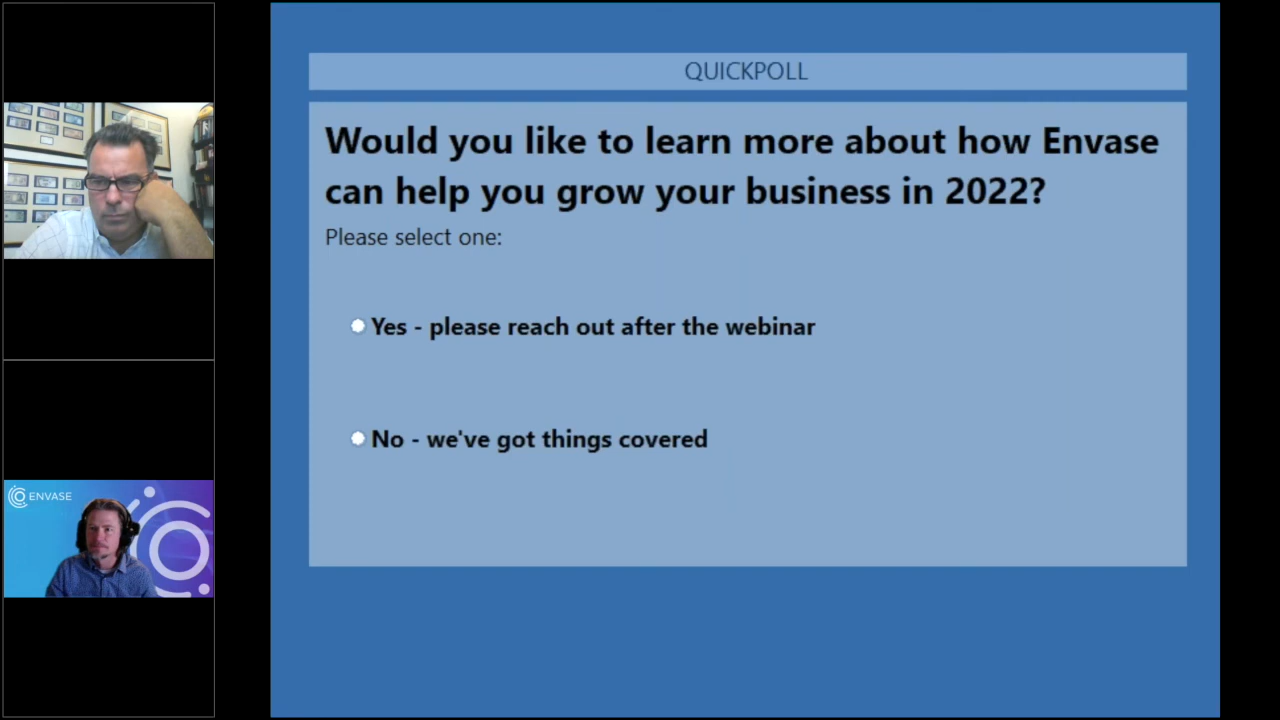 QUICKPOLL
Would you like to learn more about how Envase
can help you grow your business in 2022?
Please select one:
Yes - please reach out after the webinar
No - we've got things covered
ENVASE